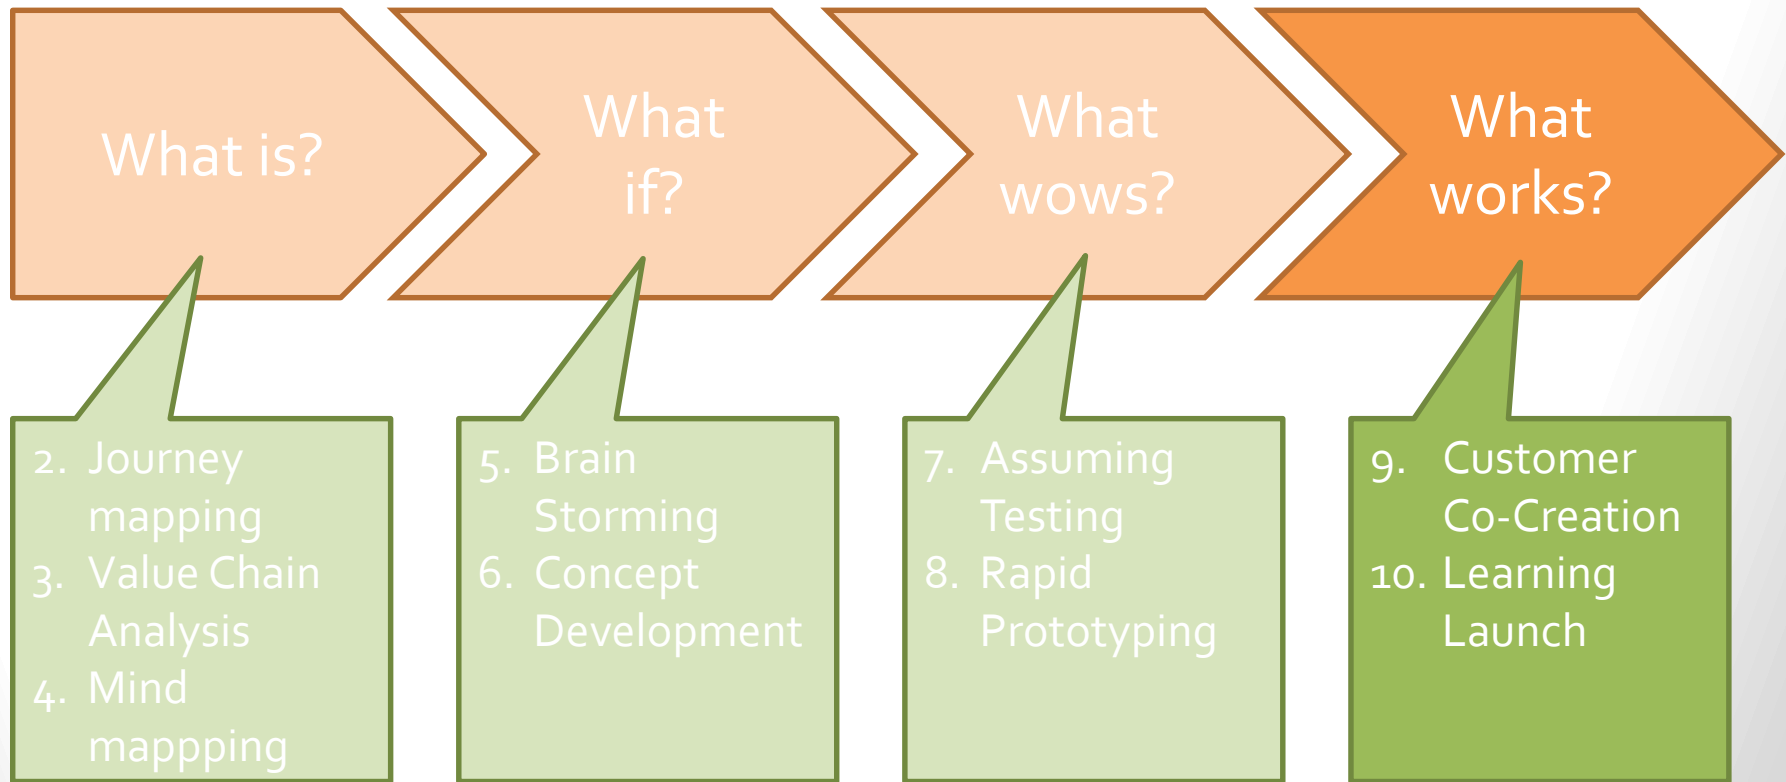 What is?
What
if?
What
wows?
What
works?
2. Journey
mapping
3. Value Chain
Analysis
4. Mind
mappping
5. Brain
Storming
6. Concept
Development
7. Assuming
Testing
8. Rapid
Prototyping
9. Customer
Co-Creation
10. Learning
Launch